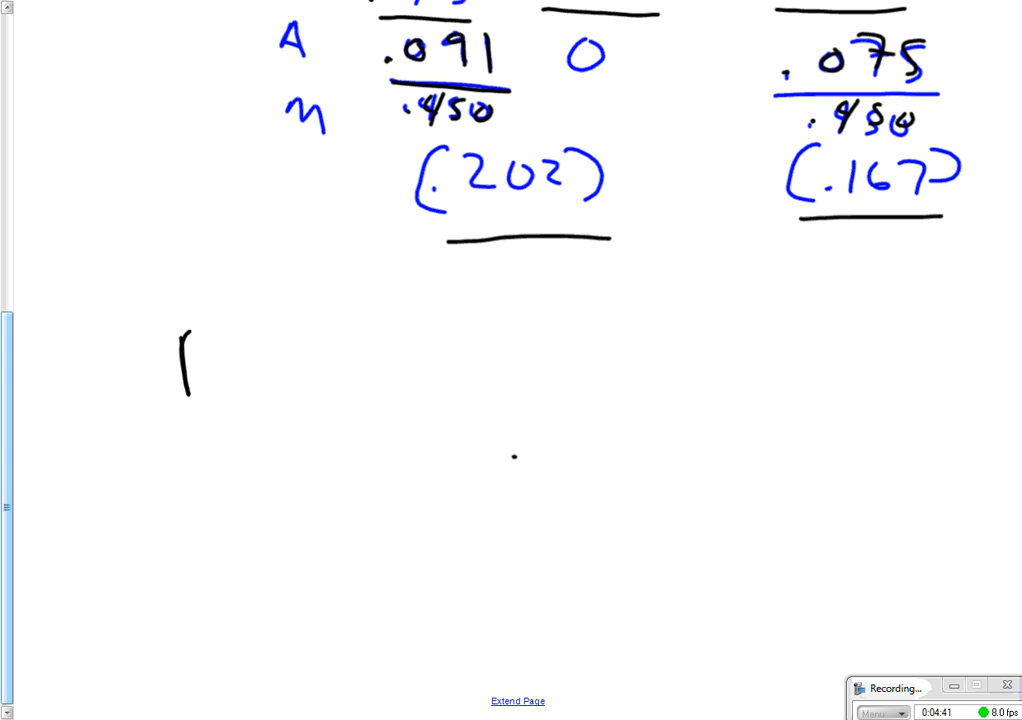 A .091 0 .075
M .450 .450
(.202) (.167)
Extend Page
Recording...
Menu 0:04:41 8.0 fps